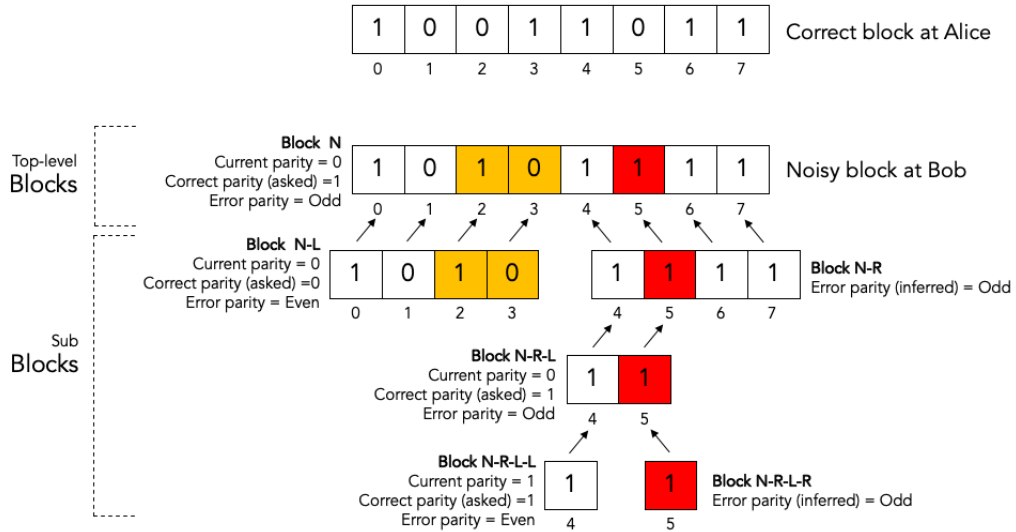 1 0 0 1 1 0 1 1
Correct block at Alice
0 1 2 3 4 5 6 7
Top-level
Blocks
Block N
Current parity = 0
Correct parity (asked) =1
Error parity = Odd
1 0 1 0 1 1 1 1
Noisy block at Bob
0 1 2 3 4 5 6 7
Sub
Blocks
Block N-L
Current parity = 0
Correct parity (asked) =0
Error parity = Even
1 0 1 0
0 1 2 3
1 1 1 1
4 5 6 7
Block N-R
Error parity (inferred) = Odd
Block N-R-L
Current parity = 0
Correct parity (asked) = 1
Error parity = Odd
1 1
4 5
Block N-R-L-L
Current parity = 1
Correct parity (asked) =1
Error parity = Even
1
4
1
5
Block N-R-L-R
Error parity (inferred) = Odd